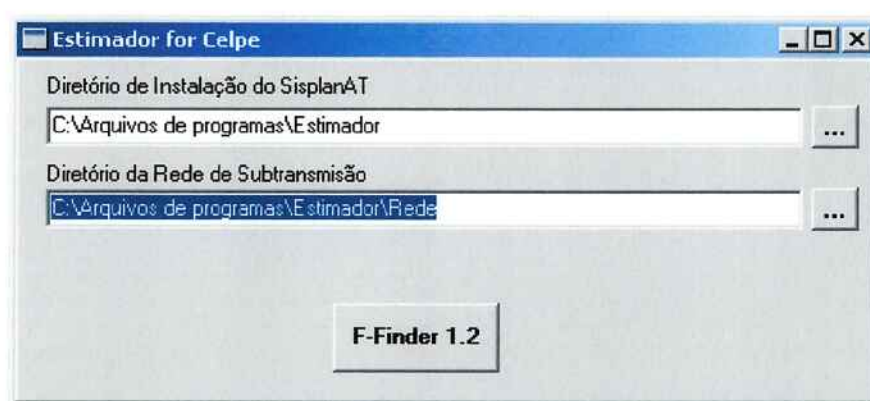 Estimador for Celpe
Diretório de Instalação do SisplanAT
C:\Arquivos de programas\Estimador
...
Diretório da Rede de Subtransmisão
C:\Arquivos de programas\Estimador\Rede
...
F-Finder 1.2